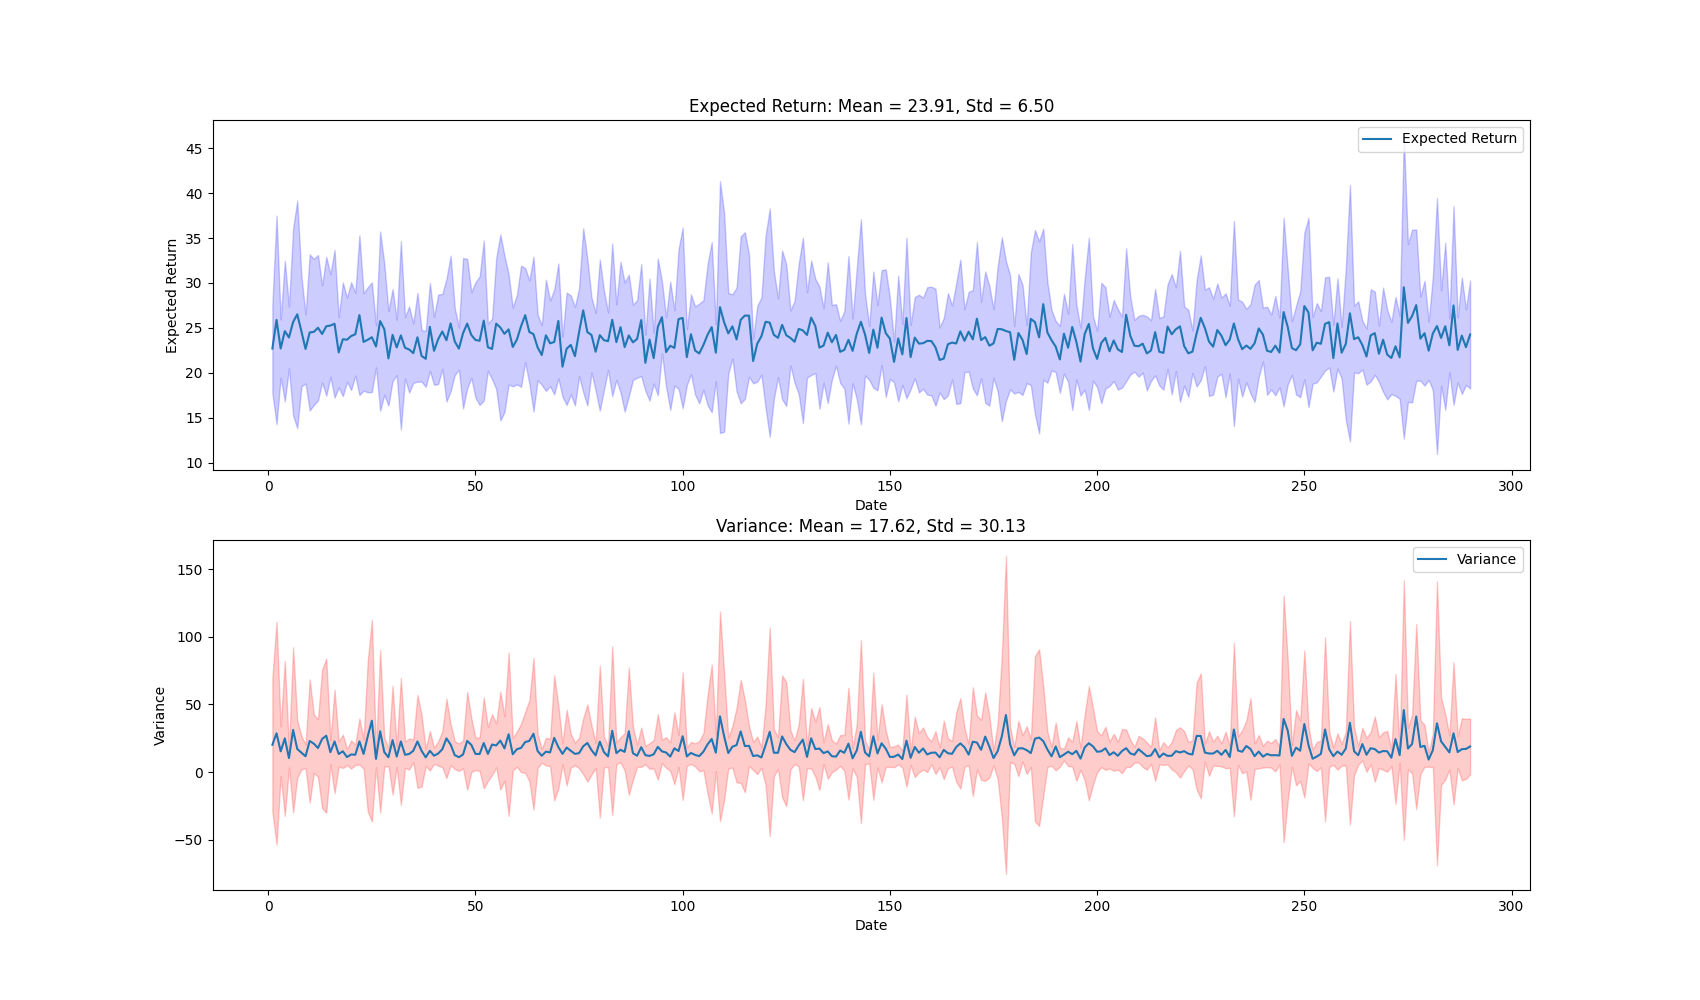 Expected Return: Mean = 23.91, Std = 6.50
Expected Return
45
40
35
30
25
20
15
10
Expected Return
0 50 100 150 200 250 300
Date
Variance: Mean = 17.62, Std = 30.13
Variance
150
100
50
0
−50
Variance
0 50 100 150 200 250 300
Date